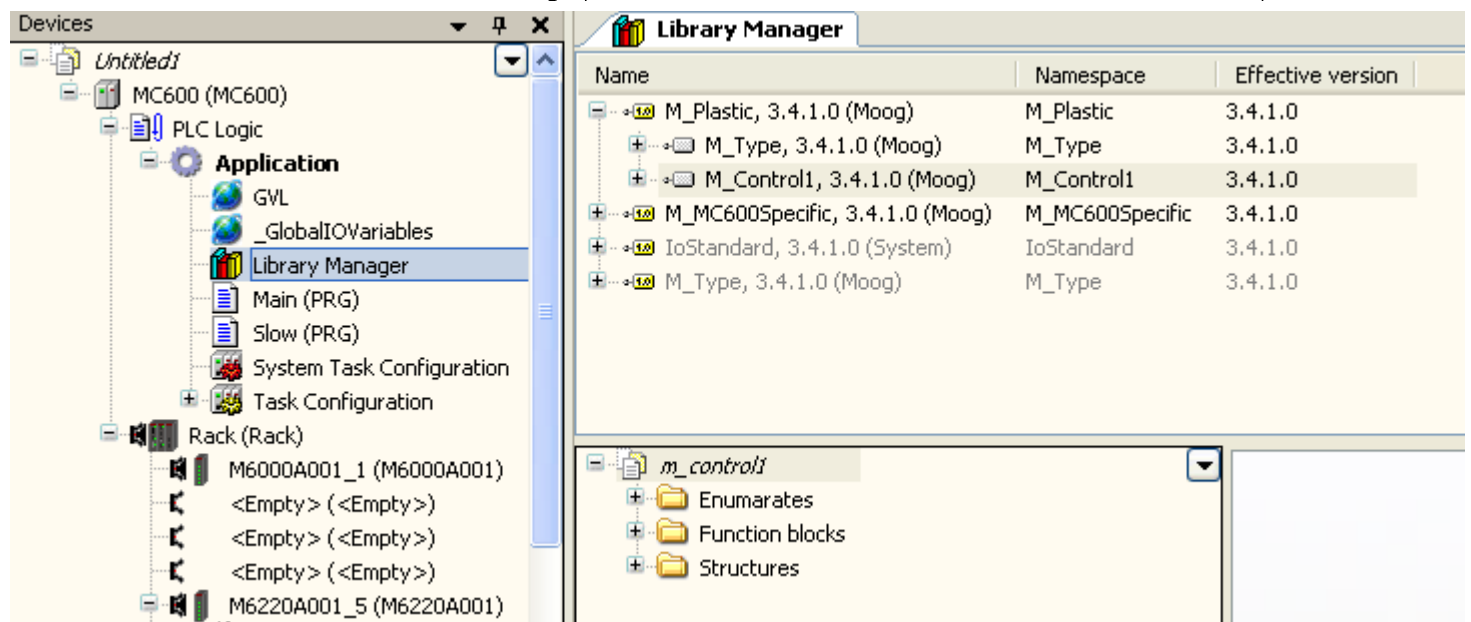 Devices
Untitled1
MC600 (MC600)
PLC Logic
Application
GVL
_GlobalIOVariables
Library Manager
Main (PRG)
Slow (PRG)
System Task Configuration
Task Configuration
Rack (Rack)
M6000A001_1 (M6000A001)
<Empty> (<Empty>)
<Empty> (<Empty>)
<Empty> (<Empty>)
M6220A001_5 (M6220A001)
Library Manager
Name Namespace Effective version
M_Plastic, 3.4.1.0 (Moog) M_Plastic 3.4.1.0
M_Type, 3.4.1.0 (Moog) M_Type 3.4.1.0
M_Control1, 3.4.1.0 (Moog) M_Control1 3.4.1.0
M_MC600Specific, 3.4.1.0 (Moog) M_MC600Specific 3.4.1.0
IoStandard, 3.4.1.0 (System) IoStandard 3.4.1.0
M_Type, 3.4.1.0 (Moog) M_Type 3.4.1.0
m_control1
Enumarates
Function blocks
Structures